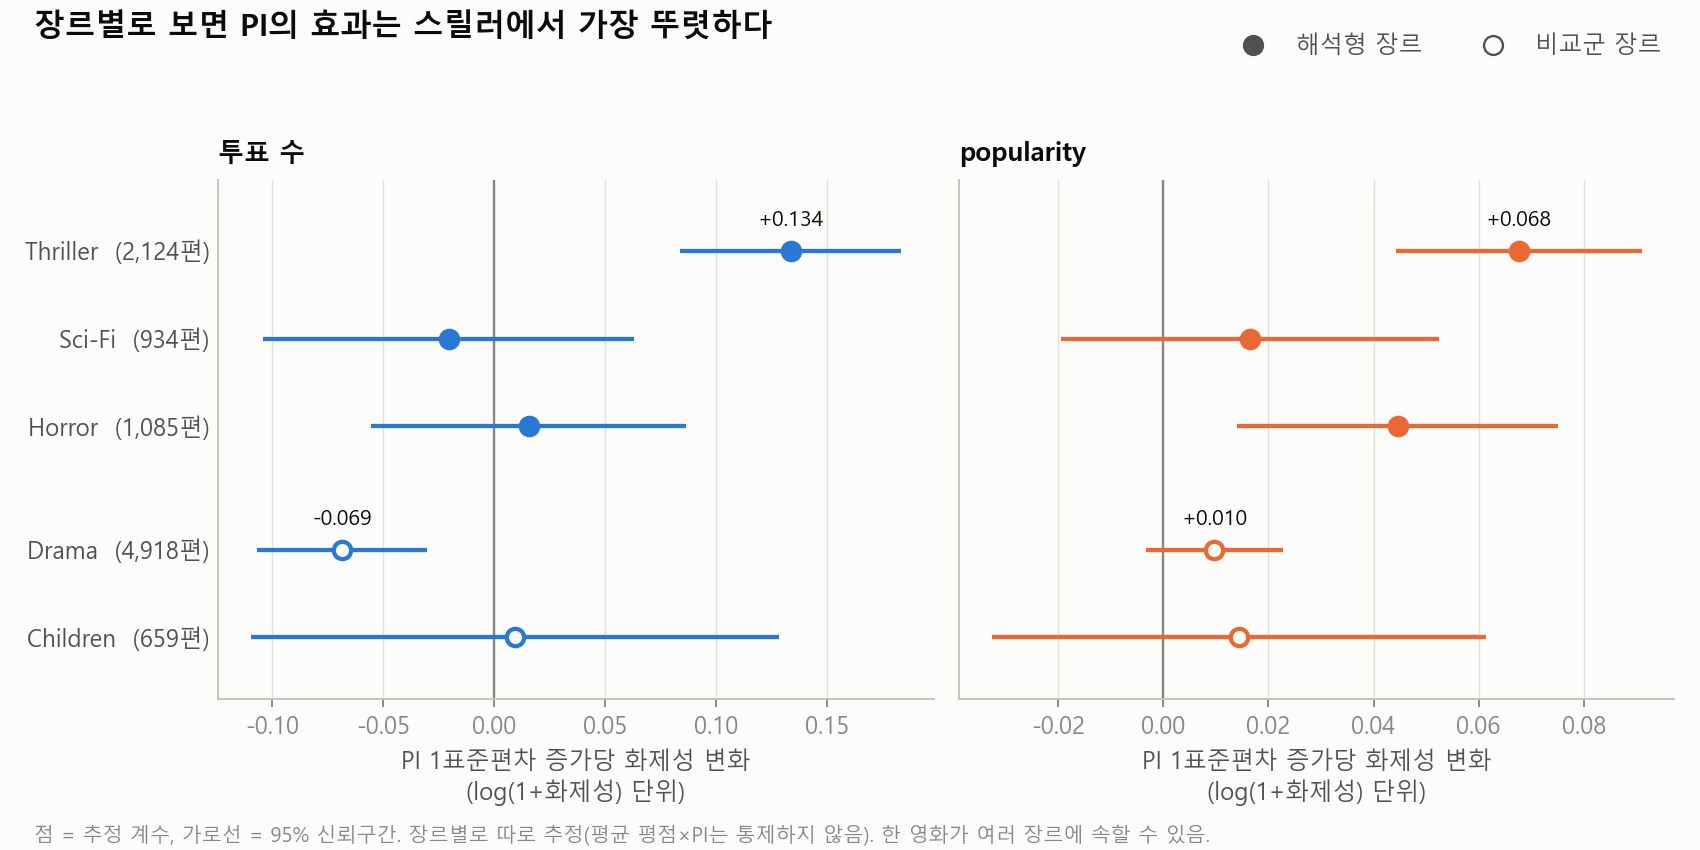 장르별로 보면 PI의 효과는 스릴러에서 가장 뚜렷하다
해석형 장르
비교군 장르
투표 수
popularity
+0.134
+0.068
Thriller (2,124편)
Sci-Fi (934편)
Horror (1,085편)
-0.069
+0.010
Drama (4,918편)
Children (659편)
-0.10 -0.05 0.00 0.05 0.10 0.15
-0.02 0.00 0.02 0.04 0.06 0.08
PI 1표준편차 증가당 화제성 변화
(log(1+화제성) 단위)
PI 1표준편차 증가당 화제성 변화
(log(1+화제성) 단위)
점 = 추정 계수, 가로선 = 95% 신뢰구간. 장르별로 따로 추정(평균 평점×PI는 통제하지 않음). 한 영화가 여러 장르에 속할 수 있음.